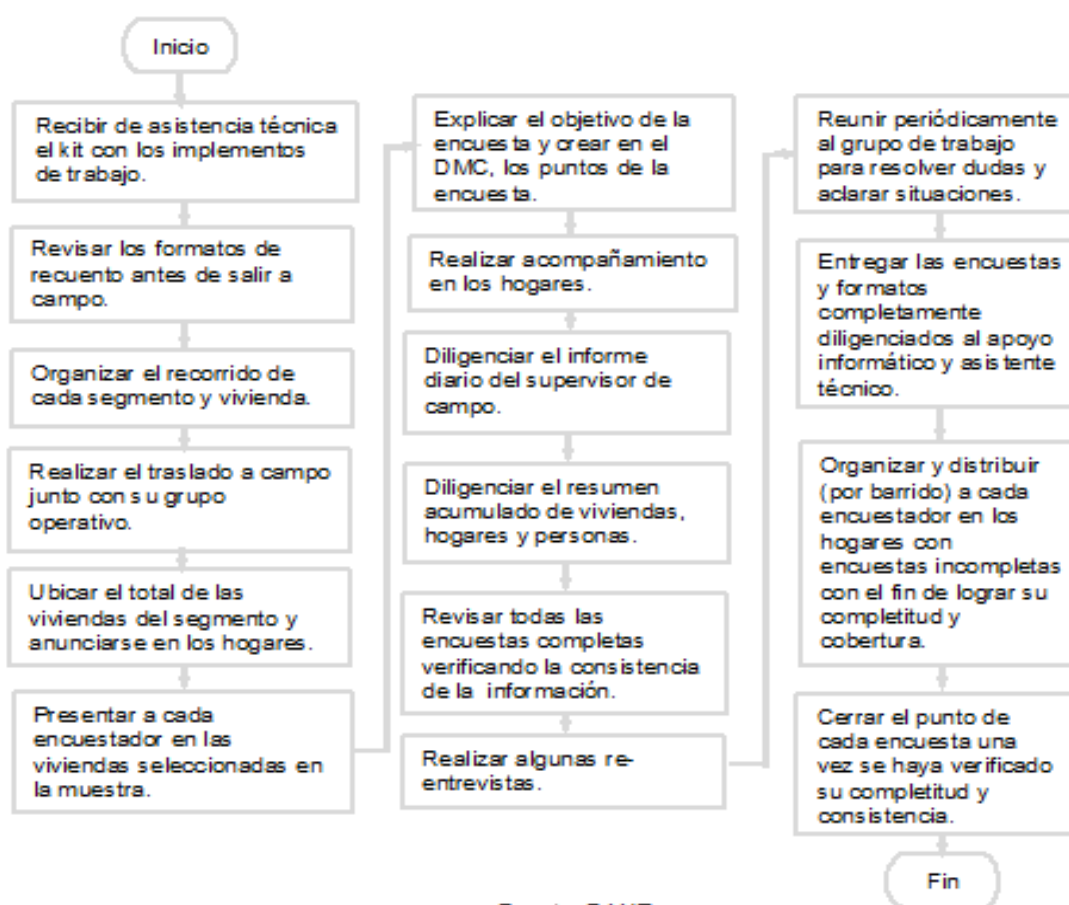 Inicio
Recibir de asistencia técnica
el kit con los implementos
de trabajo.
Revisar los formatos de
recuento antes de salir a
campo.
Organizar el recorrido de
cada segmento y vivienda.
Realizar el traslado a campo
junto con su grupo
operativo.
Ubicar el total de las
viviendas del segmento y
anunciarse en los hogares.
Presentar a cada
encuestador en las
viviendas seleccionadas en
la muestra.
Explicar el objetivo de la
encuesta y crear en el
DMC, los puntos de la
encuesta.
Realizar acompañamiento
en los hogares.
Diligenciar el informe
diario del supervisor de
campo.
Diligenciar el resumen
acumulado de viviendas,
hogares y personas.
Revisar todas las
encuestas completas
verificando la consistencia
de la información.
Realizar algunas re-
entrevistas.
Reunir periódicamente
al grupo de trabajo
para resolver dudas y
aclarar situaciones.
Entregar las encuestas
y formatos
completamente
diligenciados al apoyo
informático y asistente
técnico.
Organizar y distribuir
(por barrido) a cada
encuestador en los
hogares con
encuestas incompletas
con el fin de lograr su
completitud y
cobertura.
Cerrar el punto de
cada encuesta una
vez se haya verificado
su completitud y
consistencia.
Fin